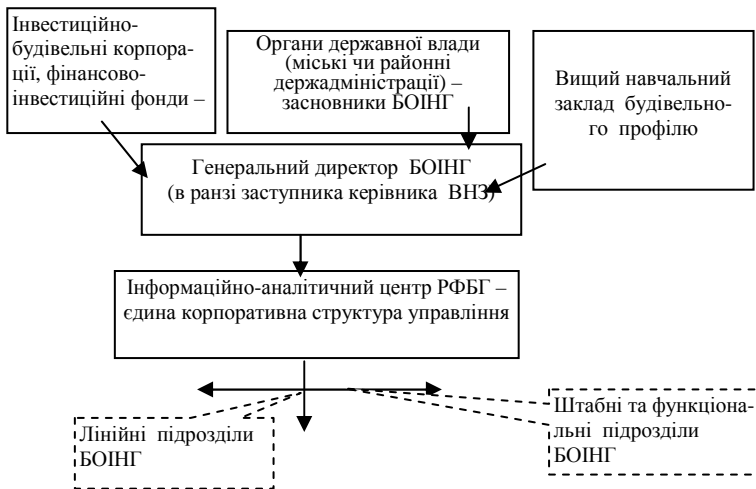 Інвестиційно-
будівельні корпора-
ції, фінансово-
інвестиційні фонди –
Органи державної влади
(міські чи районні
держадміністрації) –
засновники БОІНГ
Вищий навчальний
заклад будівельно-
го профілю
Генеральний директор БОІНГ
(в ранзі заступника керівника ВНЗ)
Інформаційно-аналітичний центр РФБГ –
єдина корпоративна структура управління
Лінійні підрозділи
БОІНГ
Штабні та функціона-
льні підрозділи
БОІНГ